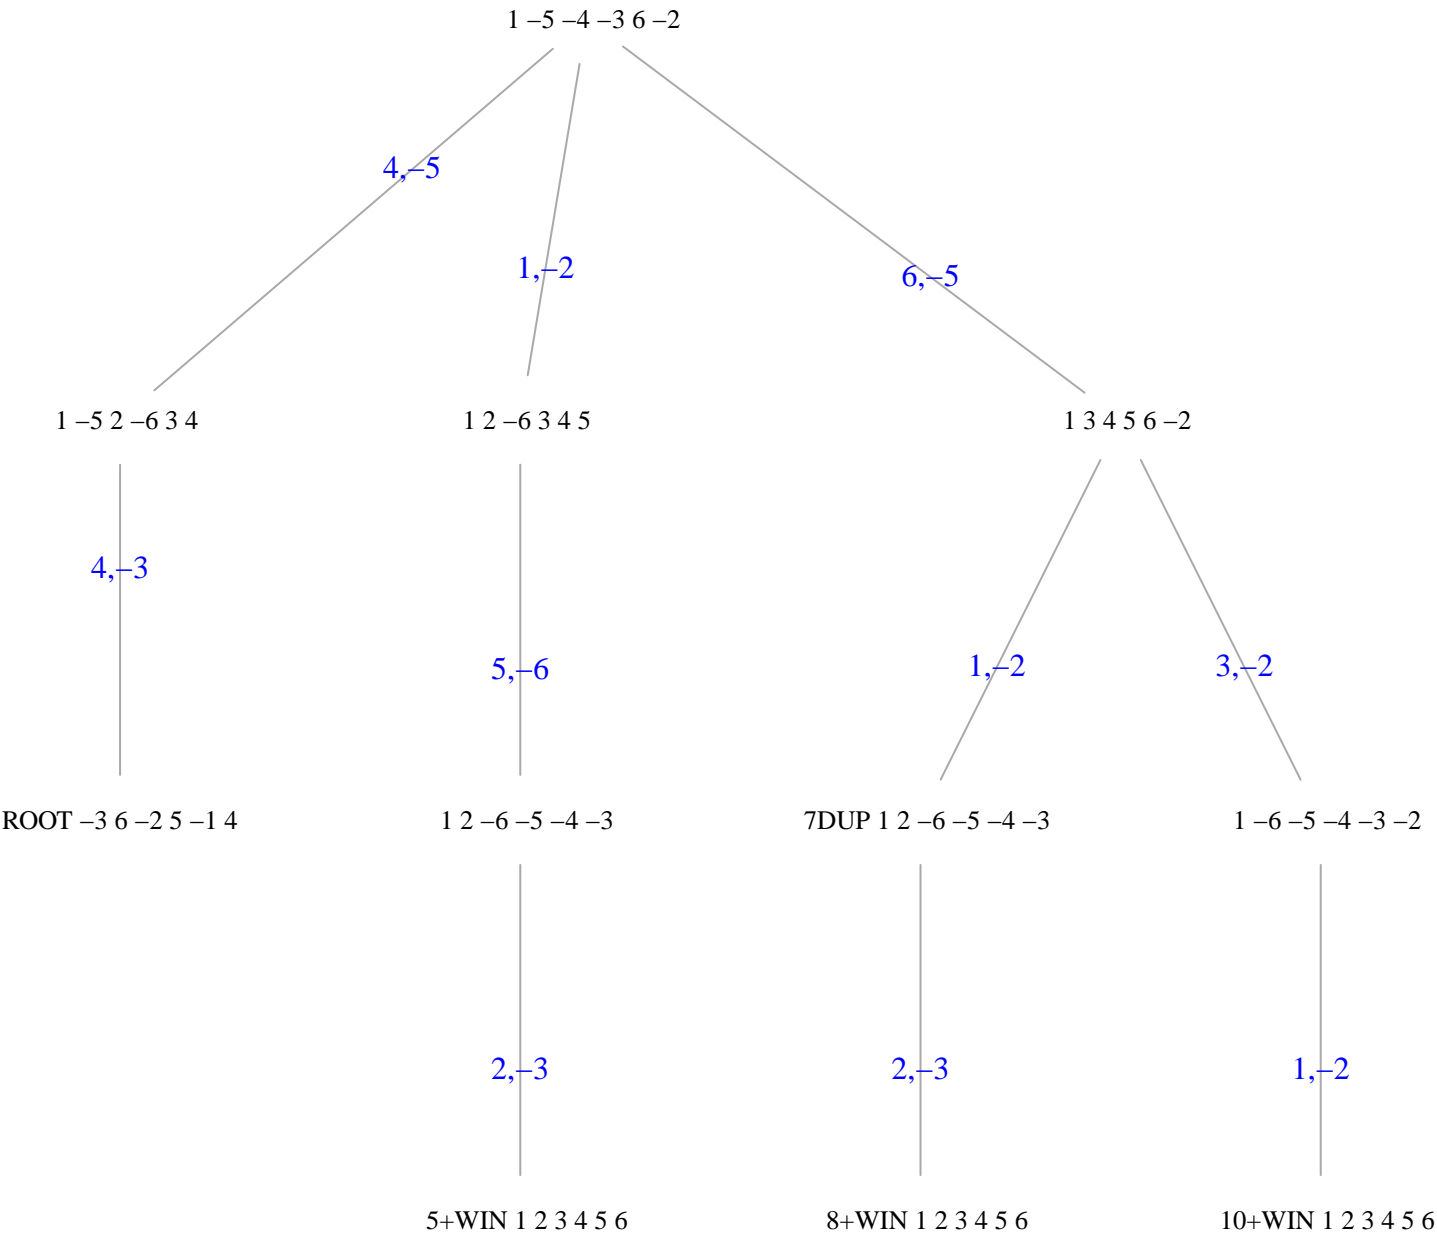 1 –5 –4 –3 6 –2
4,–5
1,–2
6,–5
1 –5 2 –6 3 4
1 2 –6 3 4 5
1 3 4 5 6 –2
4,–3
5,–6
1,–2
3,–2
ROOT –3 6 –2 5 –1 4
1 2 –6 –5 –4 –3
7DUP 1 2 –6 –5 –4 –3
1 –6 –5 –4 –3 –2
2,–3
2,–3
1,–2
5+WIN 1 2 3 4 5 6
8+WIN 1 2 3 4 5 6
10+WIN 1 2 3 4 5 6